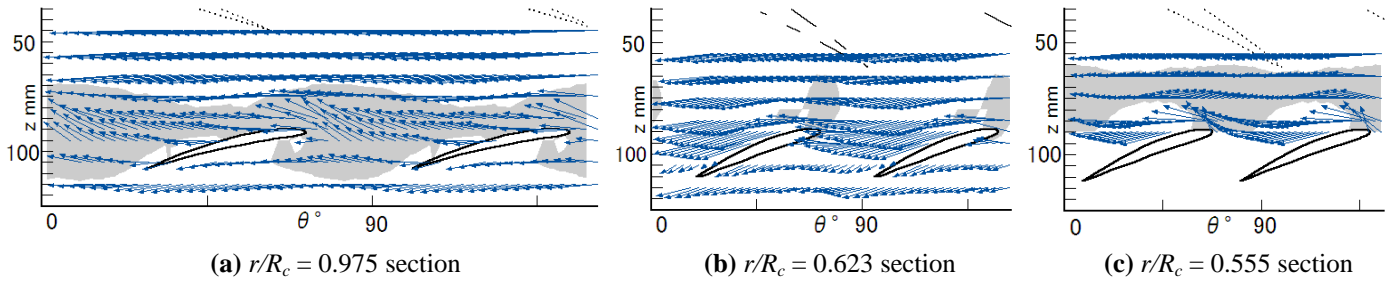 50
z mm
100
0
θ°
90
50
z mm
100
0
θ°
90
50
z mm
100
0
θ°
90
(a) r/Rc = 0.975 section
(b) r/Rc = 0.623 section
(c) r/Rc = 0.555 section